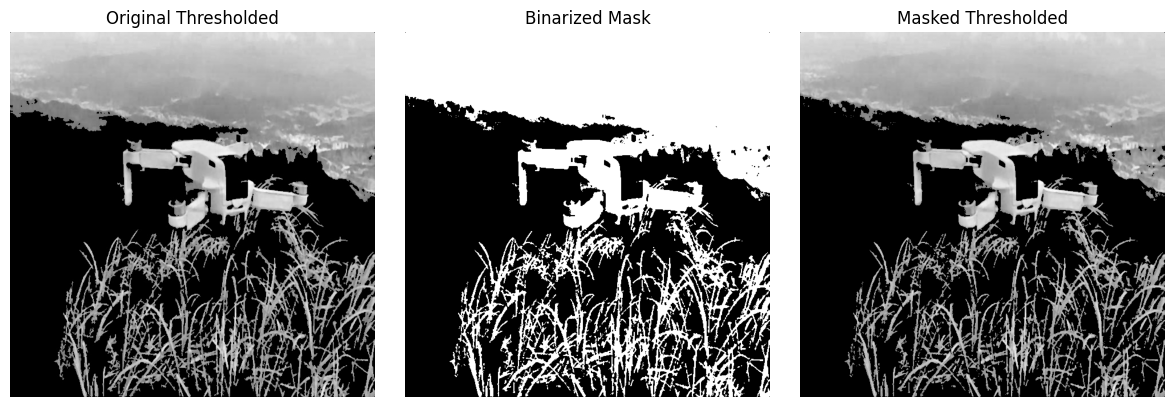 Original Thresholded
Binarized Mask
Masked Thresholded